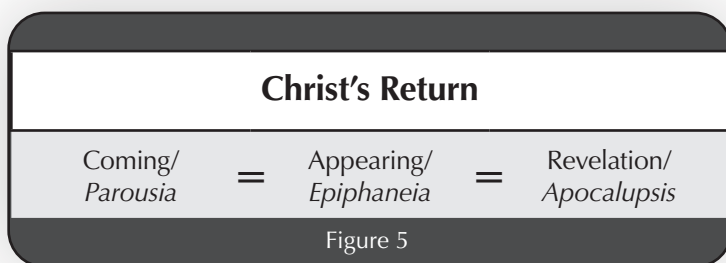 Christ's Return
Coming/ = Appearing/ = Revelation/
Parousia Epiphaneia Apocalupsis
Figure 5